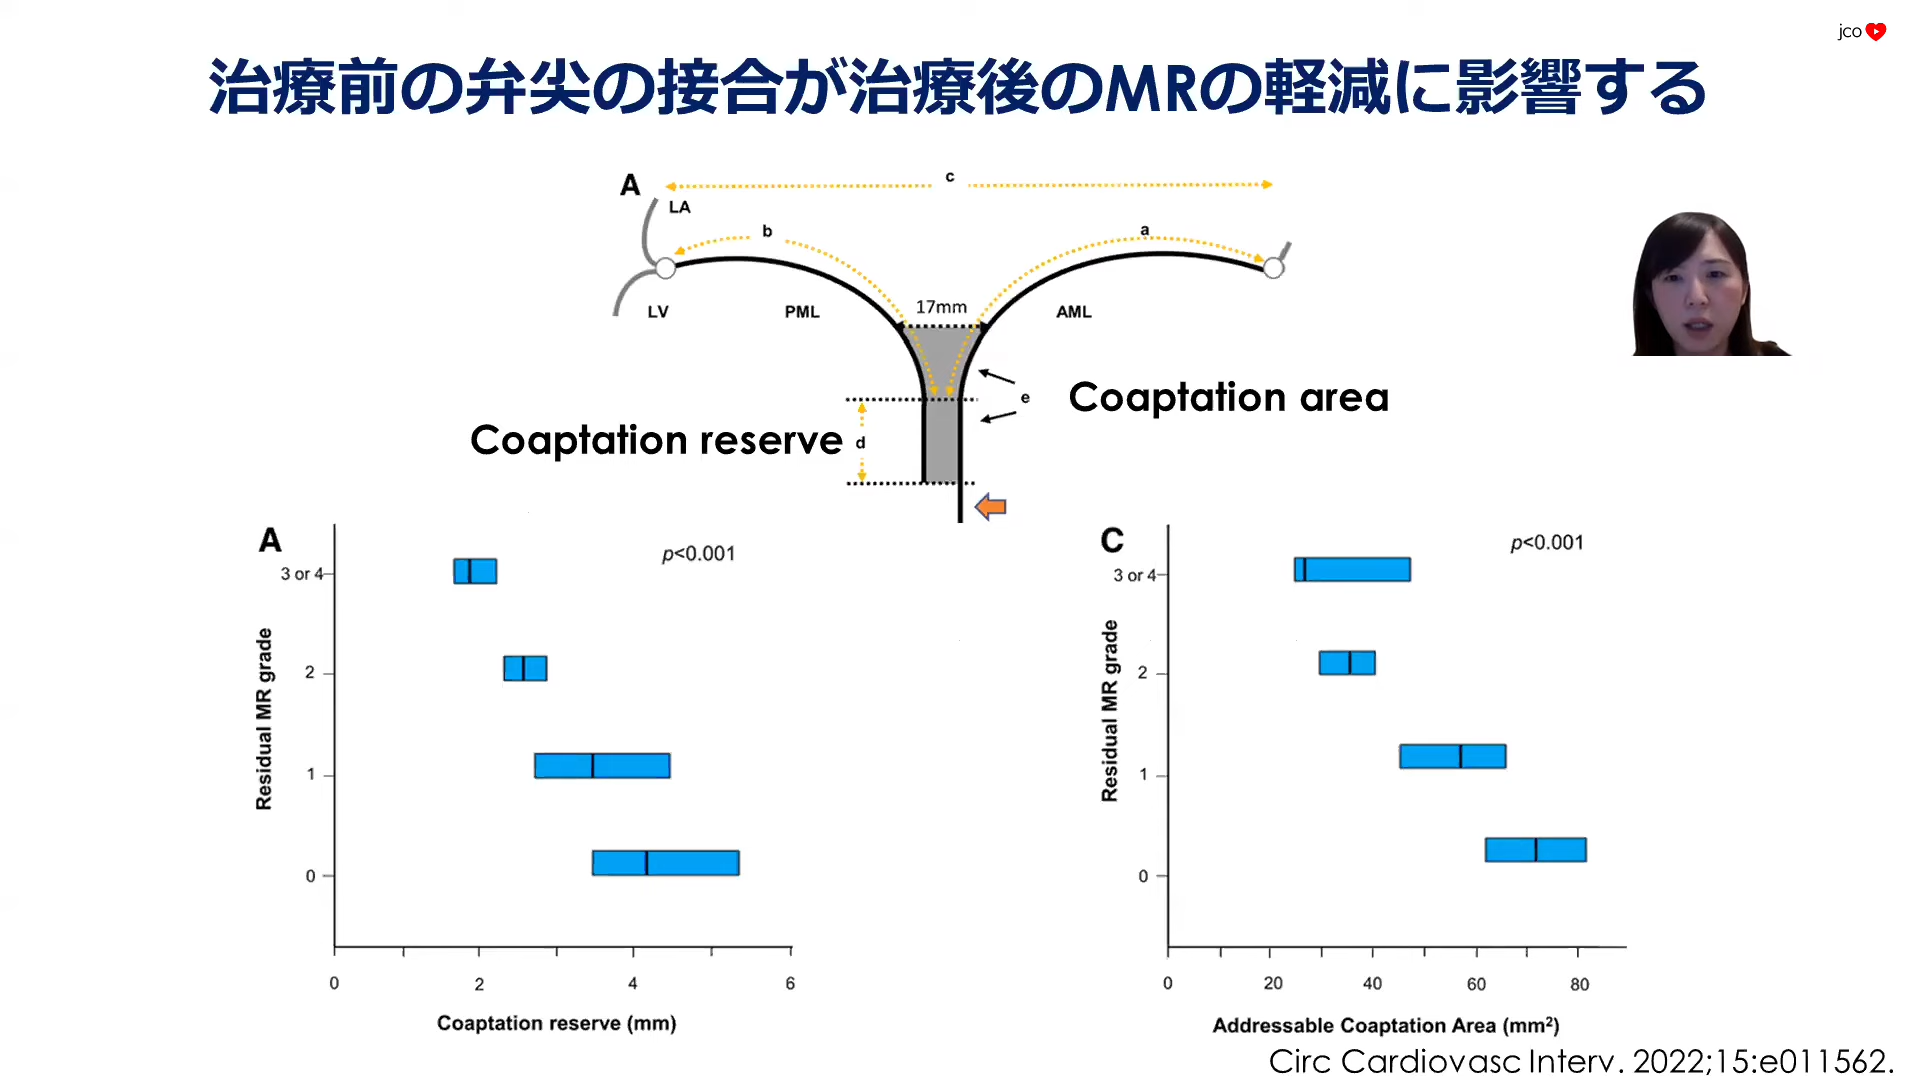 jco
治療前の弁尖の接合が治療後のMRの軽減に影響する
A
c
LA
b
a
17mm
LV
PML
AML
e
Coaptation area
Coaptation reserve
d
A
p<0.001
3 or 4
2
1
0
Residual MR grade
0
2
4
6
Coaptation reserve (mm)
C
p<0.001
3 or 4
2
1
0
Residual MR grade
0
20
40
60
80
Addressable Coaptation Area (mm²)
Circ Cardiovasc Interv. 2022;15:e011562.